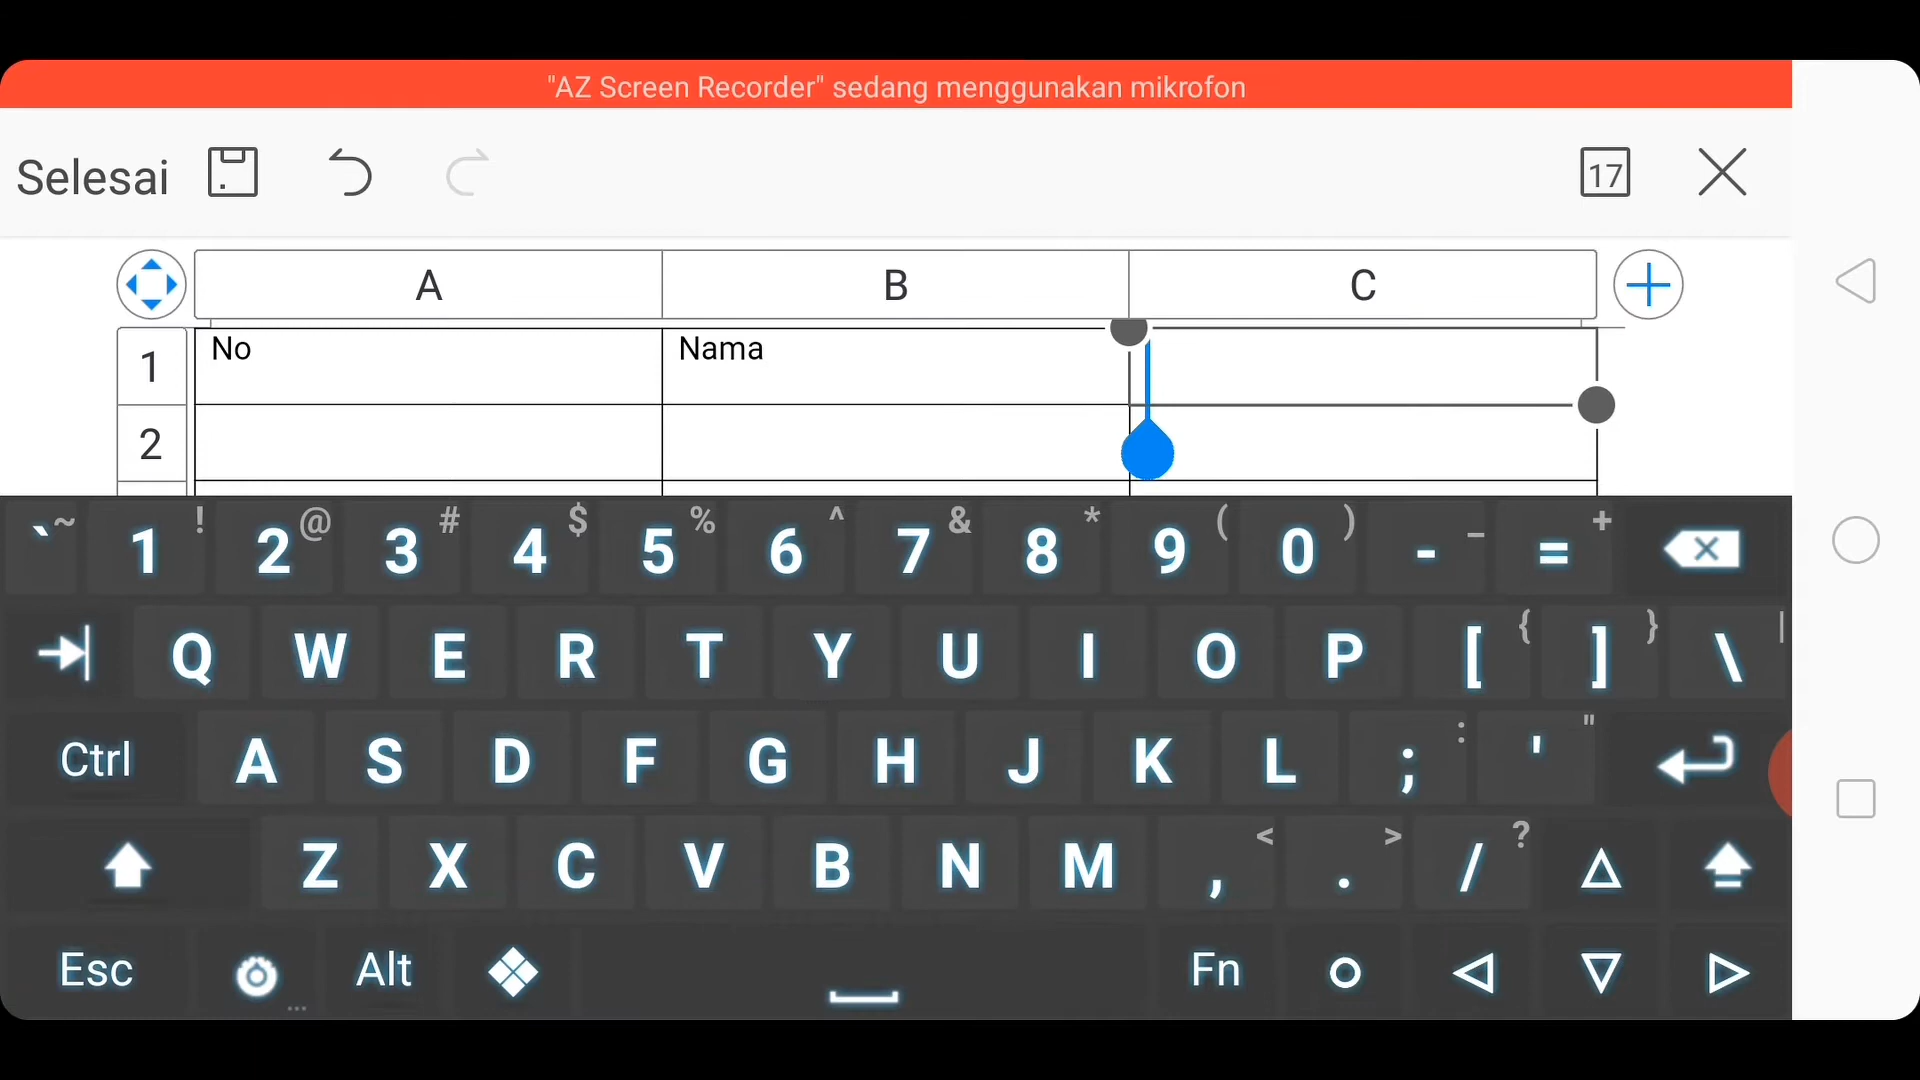 "AZ Screen Recorder" sedang menggunakan mikrofon
Selesai 17
A B C
1 No Nama
2
` ~ 1 ! 2 @ 3 # 4 $ 5 % 6 ^ 7 & 8 * 9 ( 0 ) - _ = +
Q W E R T Y U I O P [ { ] } \ |
Ctrl A S D F G H J K L ; : ' "
Z X C V B N M , < . > / ?
Esc ... Alt Fn